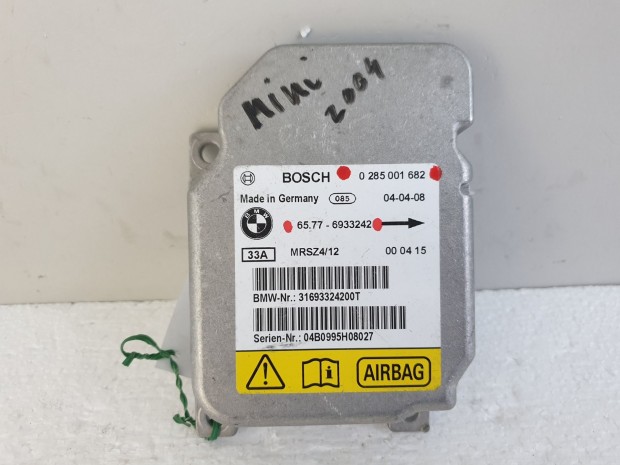 Mini
2004
BOSCH 0 285 001 682
Made in Germany 085 04-04-08
BMW 65.77 - 6933242
33A MRSZ4/12 00 04 15
BMW-Nr.: 31693324200T
Serien-Nr.: 04B0995H08027
AIRBAG